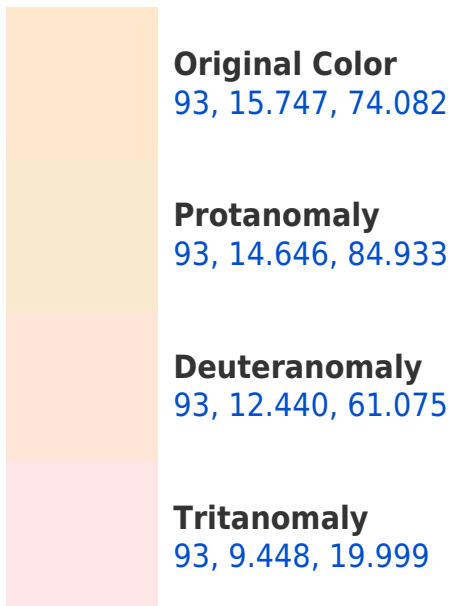 Original Color
93, 15.747, 74.082
Protanomaly
93, 14.646, 84.933
Deuteranomaly
93, 12.440, 61.075
Tritanomaly
93, 9.448, 19.999